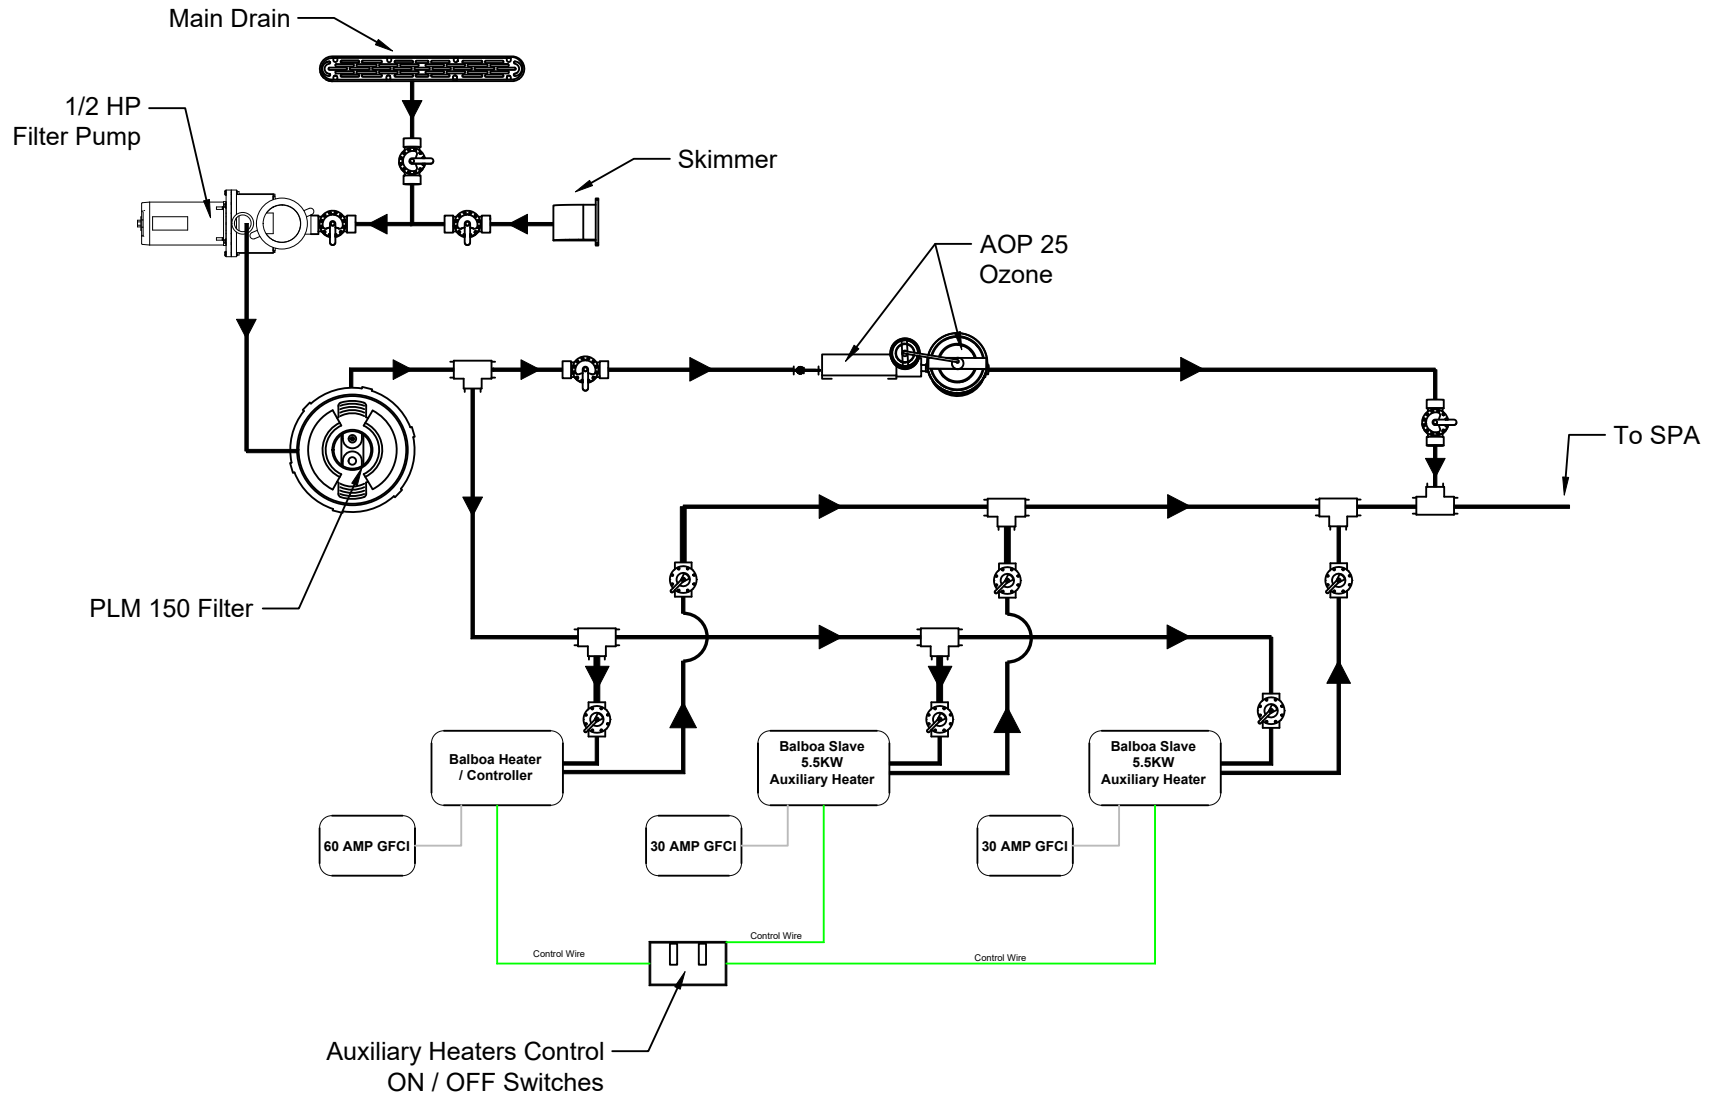 Main Drain
1/2 HP
Filter Pump
Skimmer
AOP 25
Ozone
To SPA
PLM 150 Filter
Balboa Heater
/ Controller
Balboa Slave
5.5KW
Auxiliary Heater
Balboa Slave
5.5KW
Auxiliary Heater
60 AMP GFCI
30 AMP GFCI
30 AMP GFCI
Control Wire
Control Wire
Control Wire
Auxiliary Heaters Control
ON / OFF Switches